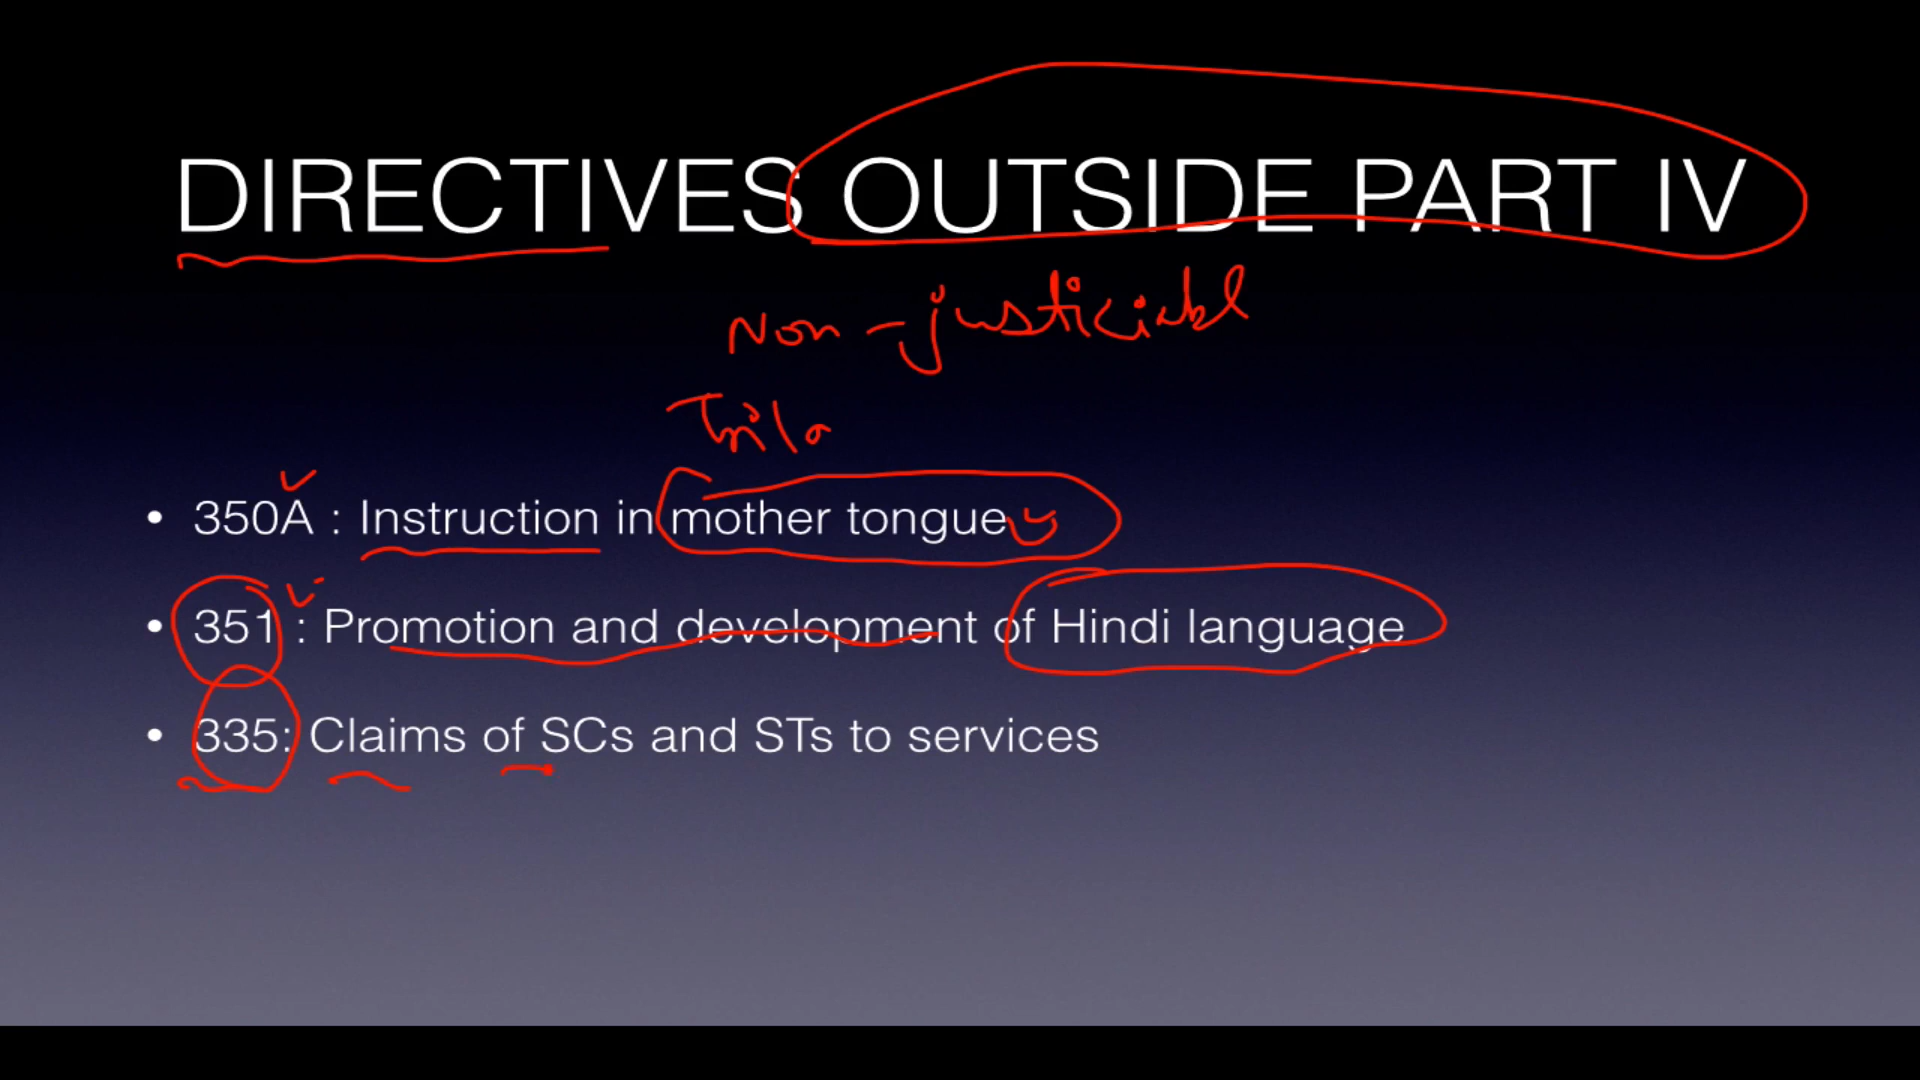 DIRECTIVES OUTSIDE PART IV
Non-justiciabl
Trila
• 350A : Instruction in mother tongue
• 351 : Promotion and development of Hindi language
• 335: Claims of SCs and STs to services